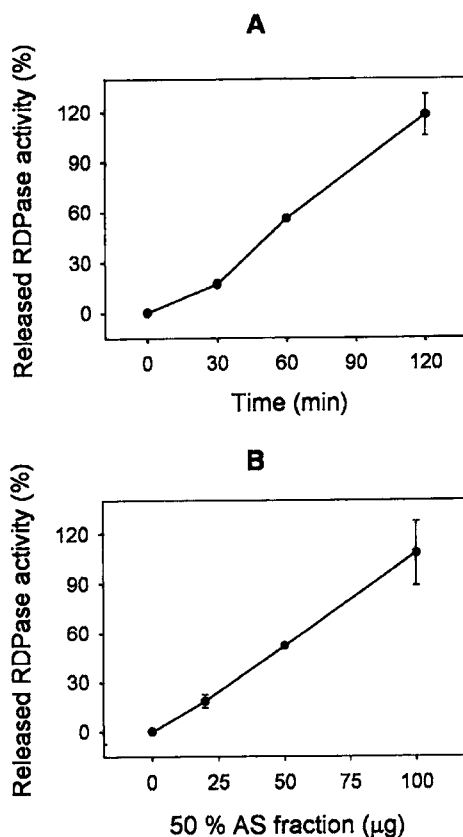 A
Released RDPase activity (%)
120
90
60
30
0
0 30 60 90 120
Time (min)
B
Released RDPase activity (%)
120
90
60
30
0
0 25 50 75 100
50 % AS fraction (μg)